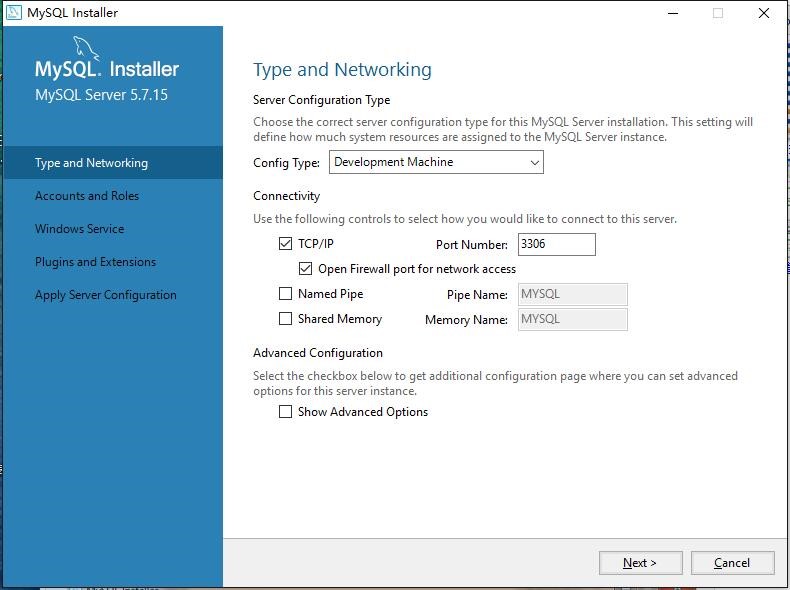 MySQL Installer
MySQL. Installer
MySQL Server 5.7.15
Type and Networking
Accounts and Roles
Windows Service
Plugins and Extensions
Apply Server Configuration
Type and Networking
Server Configuration Type
Choose the correct server configuration type for this MySQL Server installation. This setting will
define how much system resources are assigned to the MySQL Server instance.
Config Type: Development Machine
Connectivity
Use the following controls to select how you would like to connect to this server.
TCP/IP Port Number: 3306
Open Firewall port for network access
Named Pipe Pipe Name: MYSQL
Shared Memory Memory Name: MYSQL
Advanced Configuration
Select the checkbox below to get additional configuration page where you can set advanced
options for this server instance.
Show Advanced Options
Next > Cancel